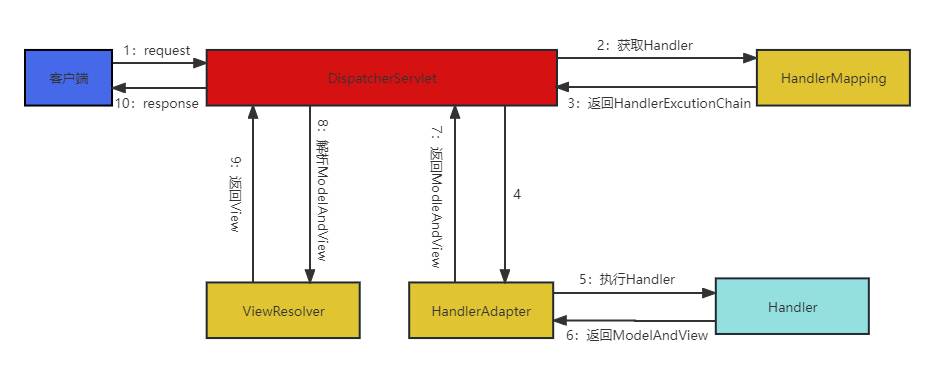 1：request
2：获取Handler
客户端
DispatcherServlet
HandlerMapping
10：response
3：返回HandlerExcutionChain
9：返回View
8：解析ModelAndView
7：返回ModleAndView
4
ViewResolver
HandlerAdapter
5：执行Handler
Handler
6：返回ModelAndView